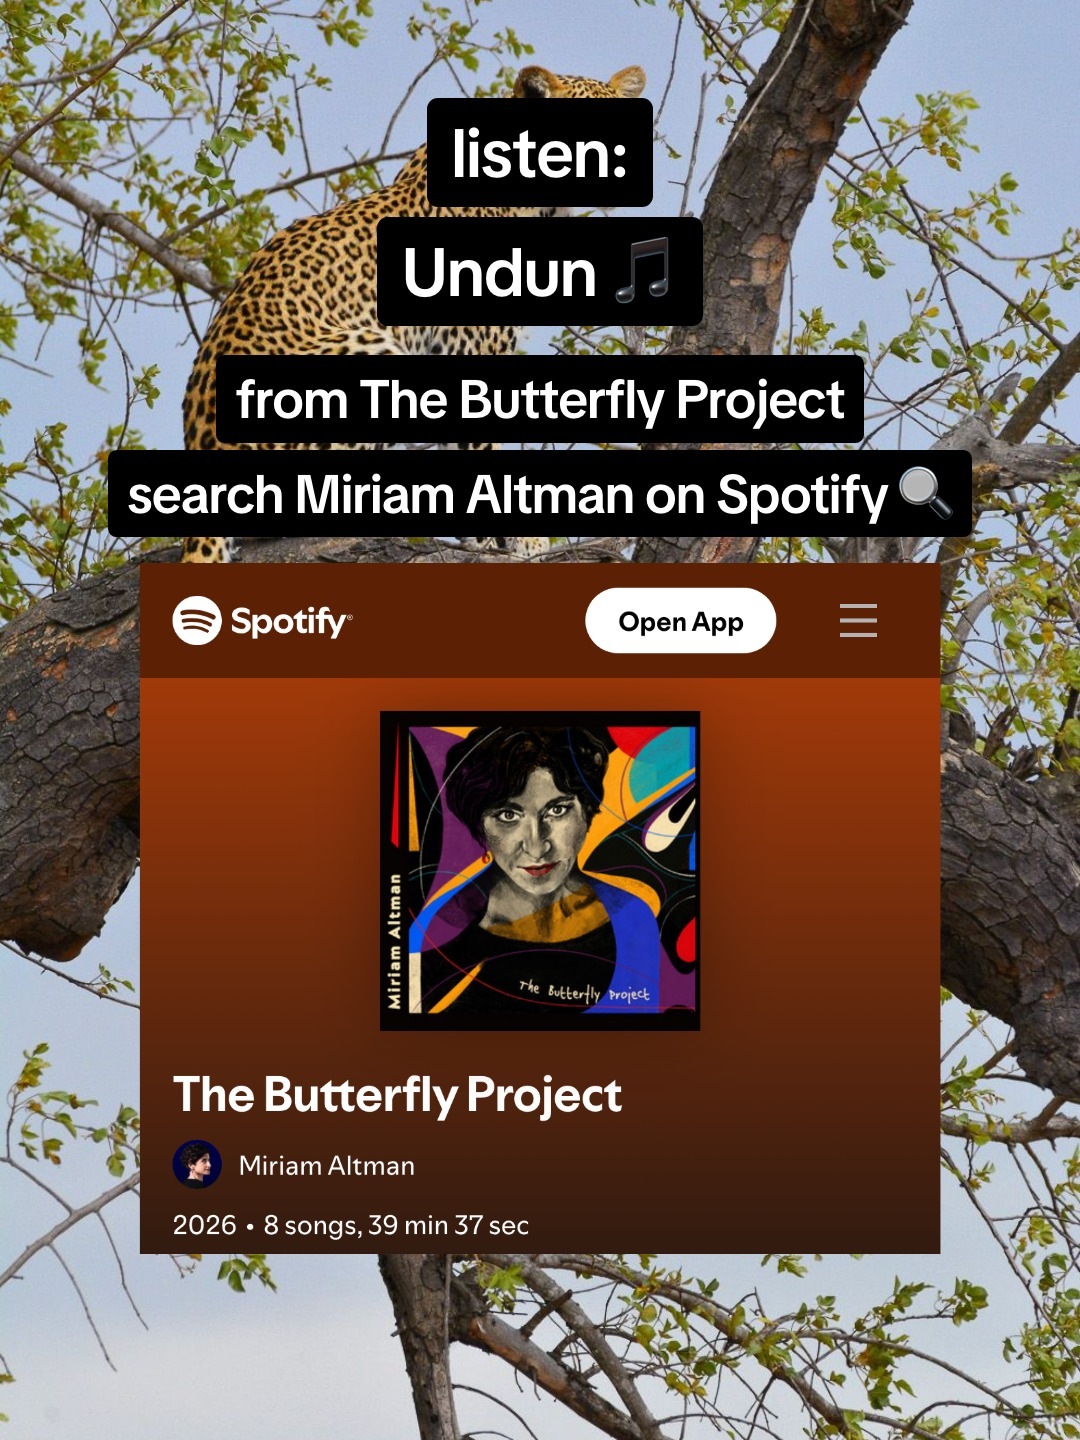 listen:
Undun 🎵
from The Butterfly Project
search Miriam Altman on Spotify 🔍
Spotify®
Open App
Miriam Altman
The Butterfly Project
The Butterfly Project
Miriam Altman
2026 • 8 songs, 39 min 37 sec